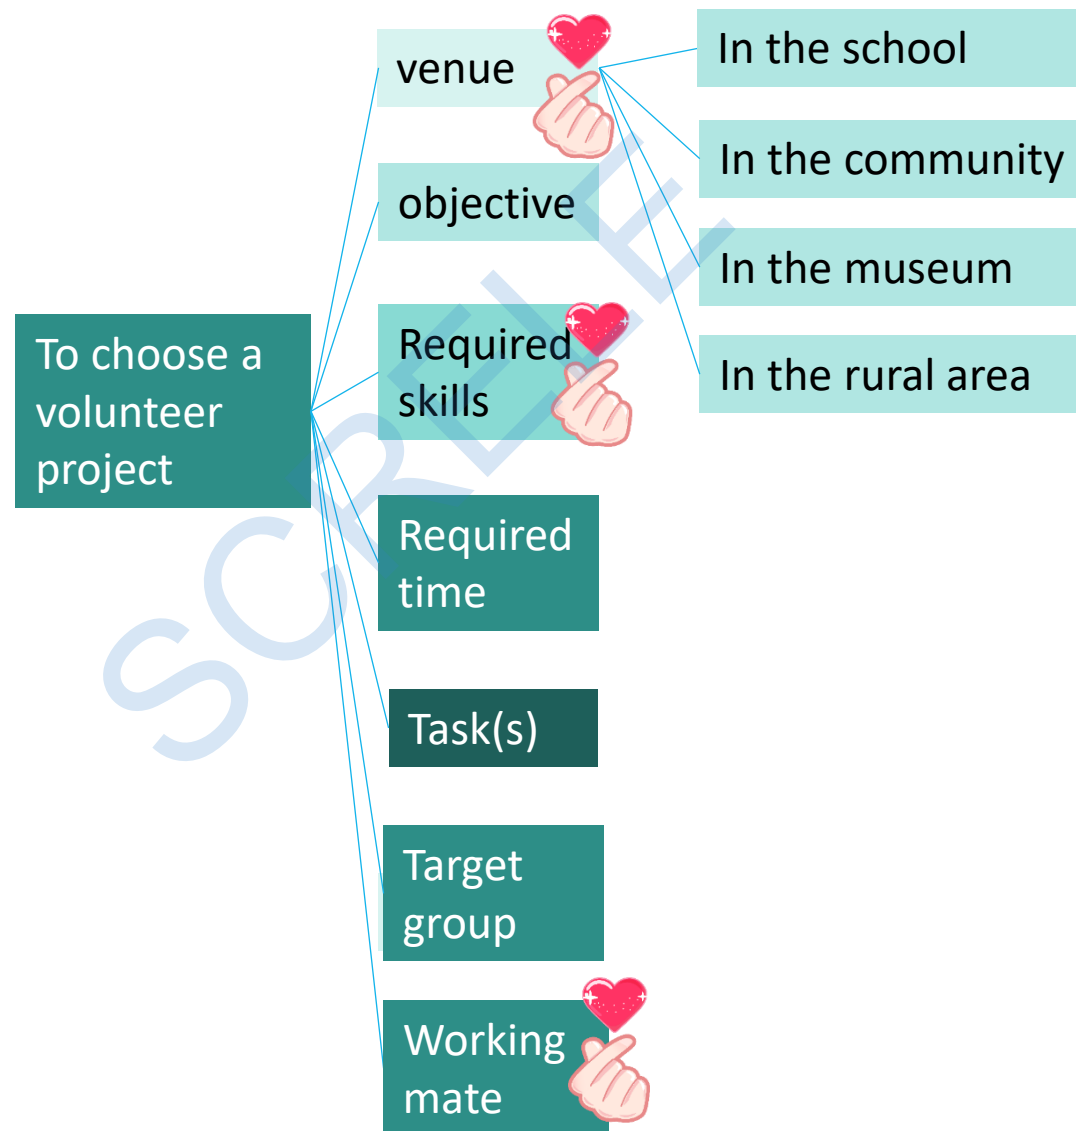 To choose a
volunteer
project
venue
objective
Required
skills
Required
time
Task(s)
Target
group
Working
mate
In the school
In the community
In the museum
In the rural area
SCRELE